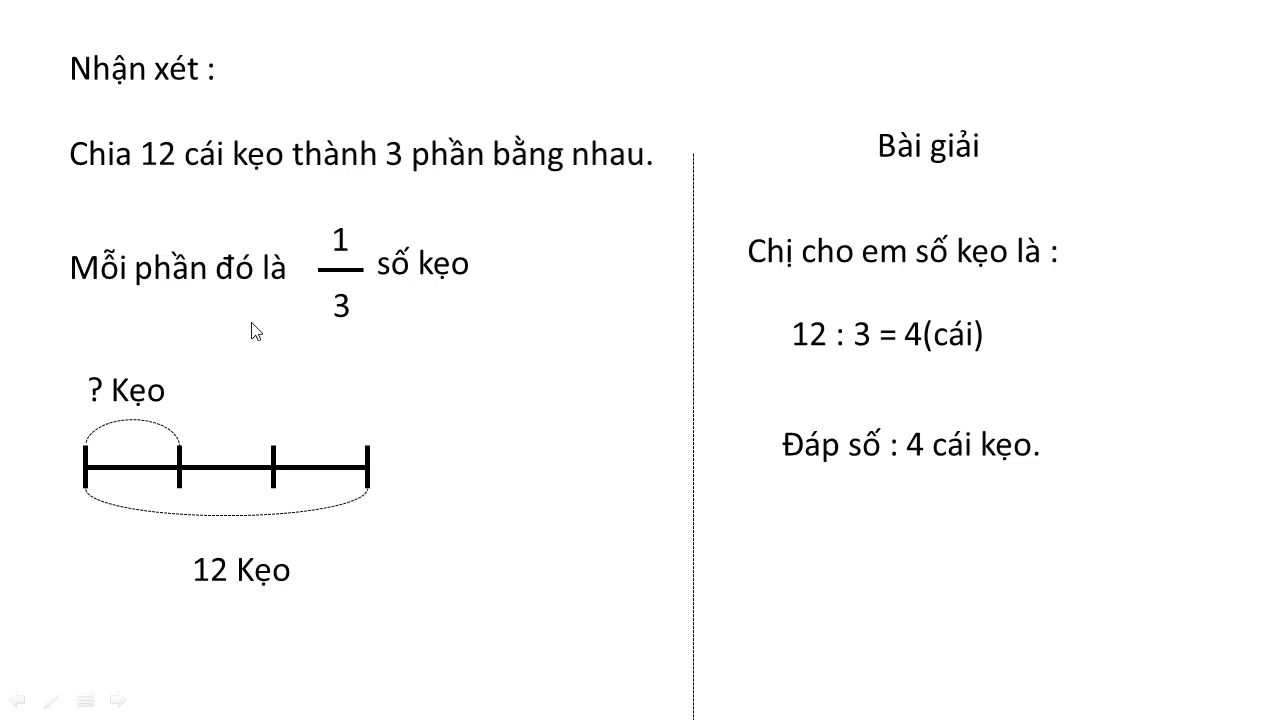 Nhận xét :
Chia 12 cái kẹo thành 3 phần bằng nhau.
Mỗi phần đó là 1/3 số kẹo
? Kẹo
12 Kẹo
Bài giải
Chị cho em số kẹo là :
12 : 3 = 4(cái)
Đáp số : 4 cái kẹo.